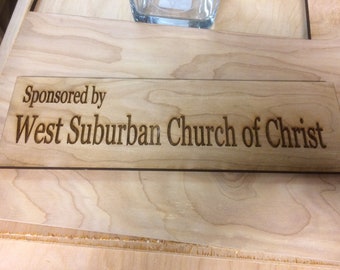 Sponsored by
West Suburban Church of Christ